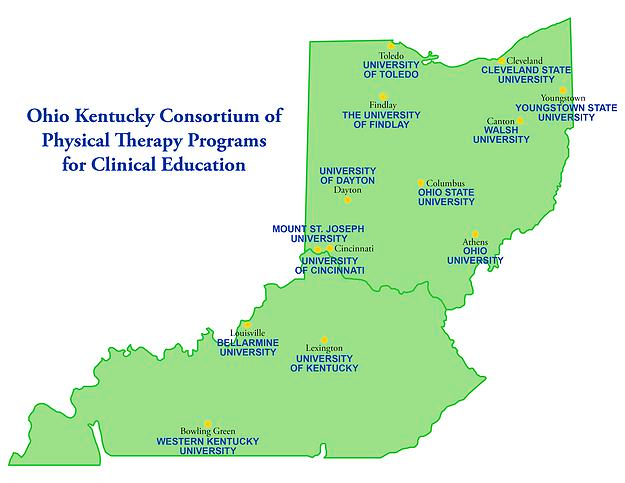 Ohio Kentucky Consortium of
Physical Therapy Programs
for Clinical Education
Toledo
UNIVERSITY
OF TOLEDO
Cleveland
CLEVELAND STATE
UNIVERSITY
Findlay
THE UNIVERSITY
OF FINDLAY
Youngstown
YOUNGSTOWN STATE
UNIVERSITY
Canton
WALSH
UNIVERSITY
UNIVERSITY
OF DAYTON
Dayton
Columbus
OHIO STATE
UNIVERSITY
MOUNT ST. JOSEPH
UNIVERSITY
Cincinnati
UNIVERSITY
OF CINCINNATI
Athens
OHIO
UNIVERSITY
Louisville
BELLARMINE
UNIVERSITY
Lexington
UNIVERSITY
OF KENTUCKY
Bowling Green
WESTERN KENTUCKY
UNIVERSITY